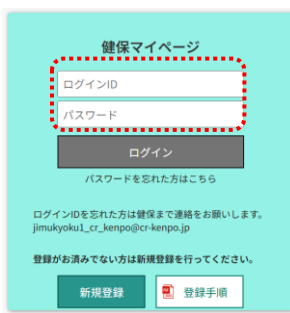 健保マイページ
ログインID
パスワード
ログイン
パスワードを忘れた方はこちら
ログインIDを忘れた方は健保まで連絡をお願いします。
jimukyoku1_cr_kenpo@cr-kenpo.jp
登録がお済みでない方は新規登録を行ってください。
新規登録
登録手順